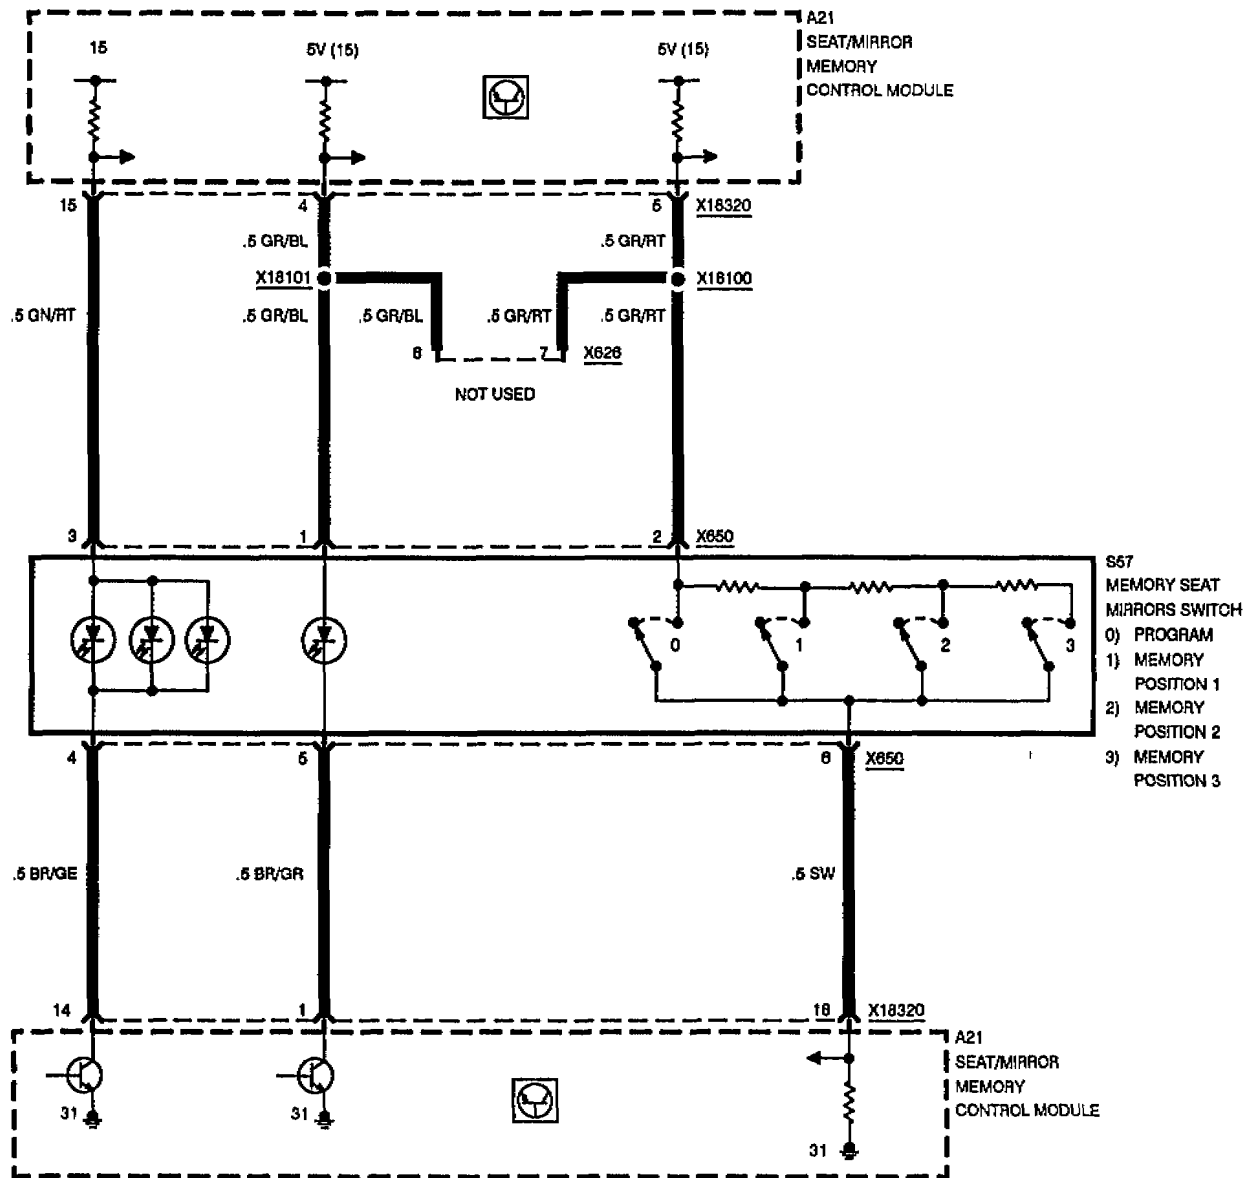 A21
SEAT/MIRROR
MEMORY
CONTROL MODULE
15
5V (15)
5V (15)
15
4
5
X18320
.5 GR/BL
.5 GR/RT
X18101
X18100
.5 GN/RT
.5 GR/BL
.5 GR/BL
.5 GR/RT
.5 GR/RT
6
7
X626
NOT USED
3
1
2
X650
S57
MEMORY SEAT
MIRRORS SWITCH
0) PROGRAM
1) MEMORY
POSITION 1
2) MEMORY
POSITION 2
3) MEMORY
POSITION 3
0
1
2
3
4
5
6
X650
.5 BR/GE
.5 BR/GR
.5 SW
14
1
18
X18320
A21
SEAT/MIRROR
MEMORY
CONTROL MODULE
31
31
31